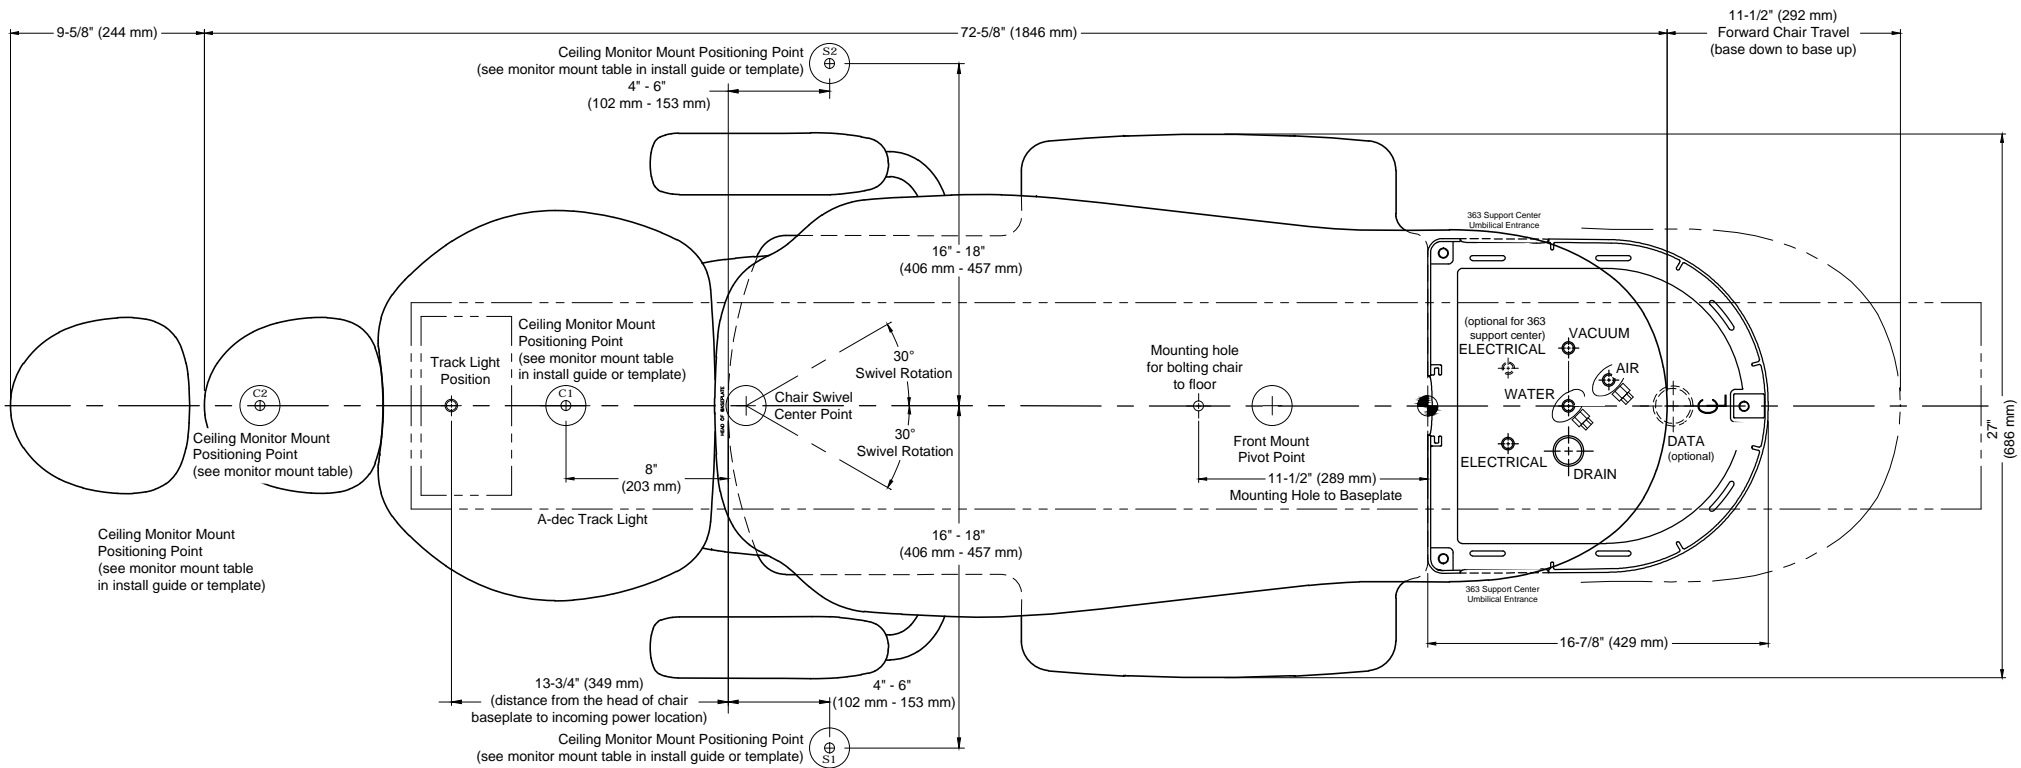 9-5/8" (244 mm)
72-5/8" (1846 mm)
11-1/2" (292 mm)
Forward Chair Travel
(base down to base up)
Ceiling Monitor Mount Positioning Point
(see monitor mount table in install guide or template)
S2
4" - 6"
(102 mm - 153 mm)
16" - 18"
(406 mm - 457 mm)
363 Support Center
Umbilical Entrance
Ceiling Monitor Mount
Positioning Point
(see monitor mount table
in install guide or template)
Track Light
Position
C1
C2
Ceiling Monitor Mount
Positioning Point
(see monitor mount table)
HEAD OF BASEPLATE
30°
Swivel Rotation
Chair Swivel
Center Point
30°
Swivel Rotation
Mounting hole
for bolting chair
to floor
Front Mount
Pivot Point
(optional for 363
support center)
ELECTRICAL
VACUUM
AIR
WATER
CL
ELECTRICAL
DRAIN
DATA
(optional)
27"
(686 mm)
8"
(203 mm)
11-1/2" (289 mm)
Mounting Hole to Baseplate
A-dec Track Light
Ceiling Monitor Mount
Positioning Point
(see monitor mount table
in install guide or template)
16" - 18"
(406 mm - 457 mm)
363 Support Center
Umbilical Entrance
16-7/8" (429 mm)
13-3/4" (349 mm)
(distance from the head of chair
baseplate to incoming power location)
4" - 6"
(102 mm - 153 mm)
Ceiling Monitor Mount Positioning Point
(see monitor mount table in install guide or template)
S1